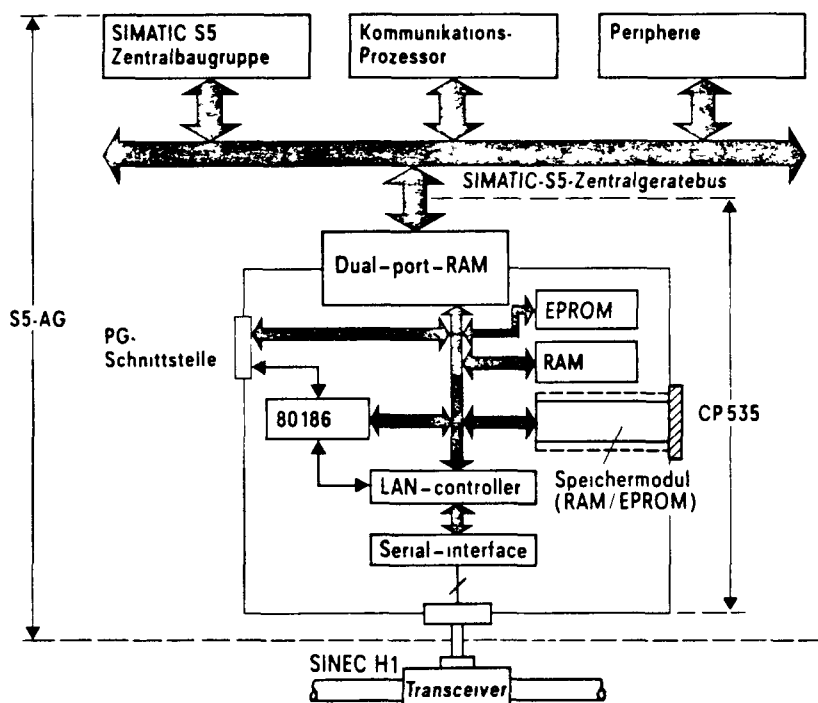 SIMATIC S5
Zentralbaugruppe
Kommunikations-
Prozessor
Peripherie
SIMATIC-S5-Zentralgeratebus
Dual-port-RAM
S5-AG
PG-
Schnittstelle
EPROM
RAM
80186
CP 535
Speichermodul
(RAM/EPROM)
LAN-controller
Serial-interface
SINEC H1
Transceiver